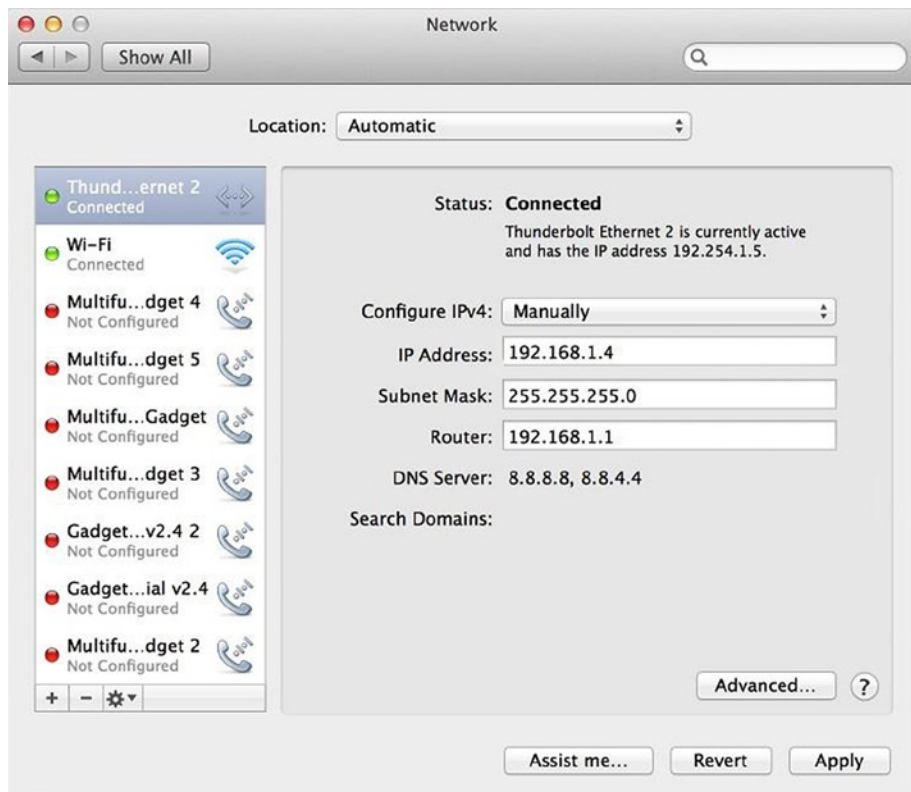 Network
Show All
Location: Automatic
Thund...ernet 2
Connected
Wi-Fi
Connected
Multifu...dget 4
Not Configured
Multifu...dget 5
Not Configured
Multifu...Gadget
Not Configured
Multifu...dget 3
Not Configured
Gadget...v2.4 2
Not Configured
Gadget...ial v2.4
Not Configured
Multifu...dget 2
Not Configured
Status: Connected
Thunderbolt Ethernet 2 is currently active
and has the IP address 192.254.1.5.
Configure IPv4: Manually
IP Address: 192.168.1.4
Subnet Mask: 255.255.255.0
Router: 192.168.1.1
DNS Server: 8.8.8.8, 8.8.4.4
Search Domains:
Advanced... ?
Assist me... Revert Apply